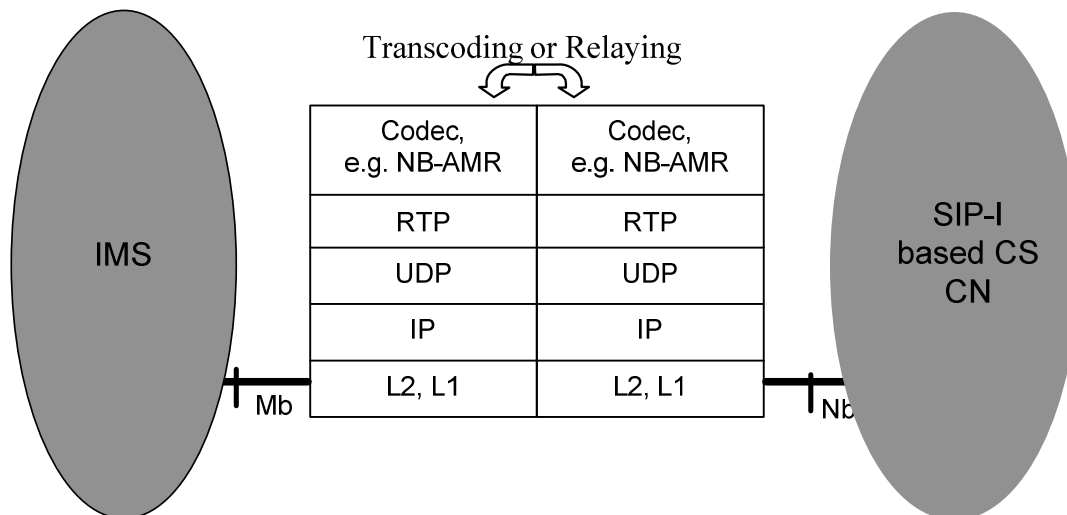 Transcoding or Relaying
IMS
Codec,
e.g. NB-AMR
RTP
UDP
IP
L2, L1
Mb
Codec,
e.g. NB-AMR
RTP
UDP
IP
L2, L1
Nb
SIP-I
based CS
CN